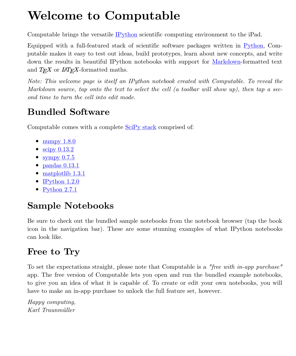 Welcome to Computable
Computable brings the versatile IPython scientific computing environment to the iPad.
Equipped with a full-featured stack of scientific software packages written in Python, Com-
putable makes it easy to test out ideas, build prototypes, learn about new concepts, and write
down the results in beautiful IPython notebooks with support for Markdown-formatted text
and TEX or LATEX-formatted maths.
Note: This welcome page is itself an IPython notebook created with Computable. To reveal the
Markdown source, tap onto the text to select the cell (a toolbar will show up), then tap a sec-
ond time to turn the cell into edit mode.
Bundled Software
Computable comes with a complete SciPy stack comprised of:
• numpy 1.8.0
• scipy 0.13.2
• sympy 0.7.5
• pandas 0.13.1
• matplotlib 1.3.1
• IPython 1.2.0
• Python 2.7.1
Sample Notebooks
Be sure to check out the bundled sample notebooks from the notebook browser (tap the book
icon in the navigation bar). These are some stunning examples of what IPython notebooks
can look like.
Free to Try
To set the expectations straight, please note that Computable is a "free with in-app purchase"
app. The free version of Computable lets you open and run the bundled example notebooks,
to give you an idea of what it is capable of. To create or edit your own notebooks, you will
have to make an in-app purchase to unlock the full feature set, however.
Happy computing,
Karl Traunmüller